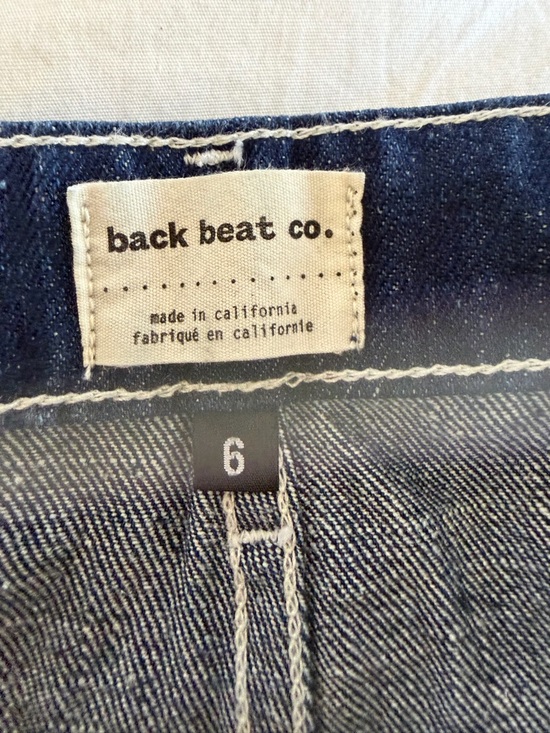 back beat co.
made in california
fabriqué en californie
6